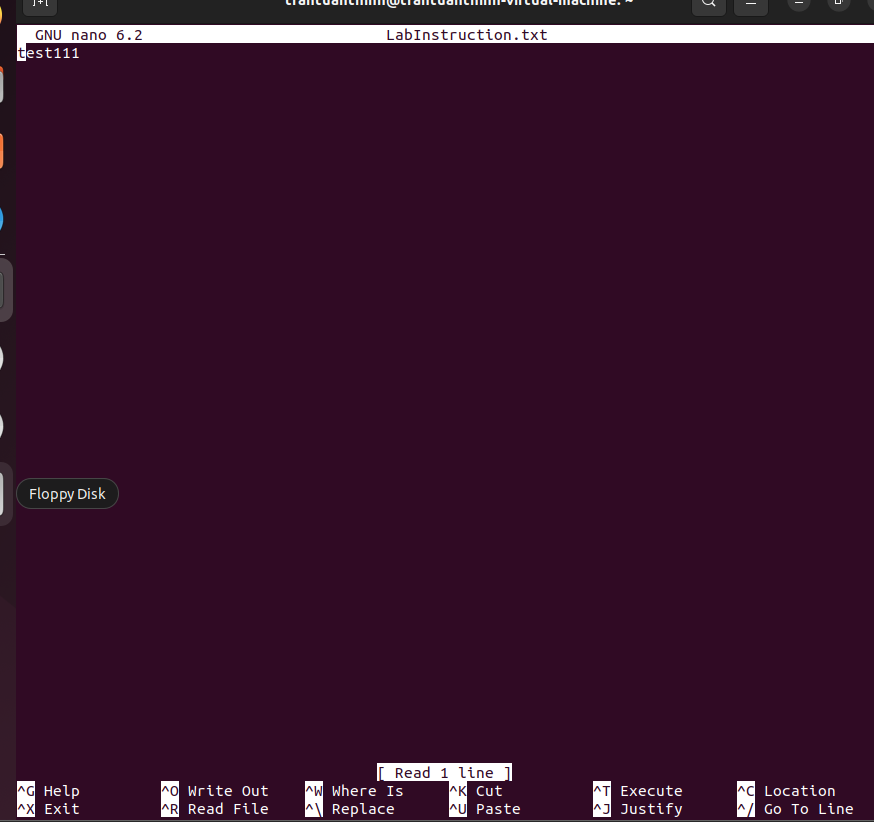 GNU nano 6.2 LabInstruction.txt
test111
Floppy Disk
[ Read 1 line ]
^G Help ^O Write Out ^W Where Is ^K Cut ^T Execute ^C Location
^X Exit ^R Read File ^\ Replace ^U Paste ^J Justify ^/ Go To Line